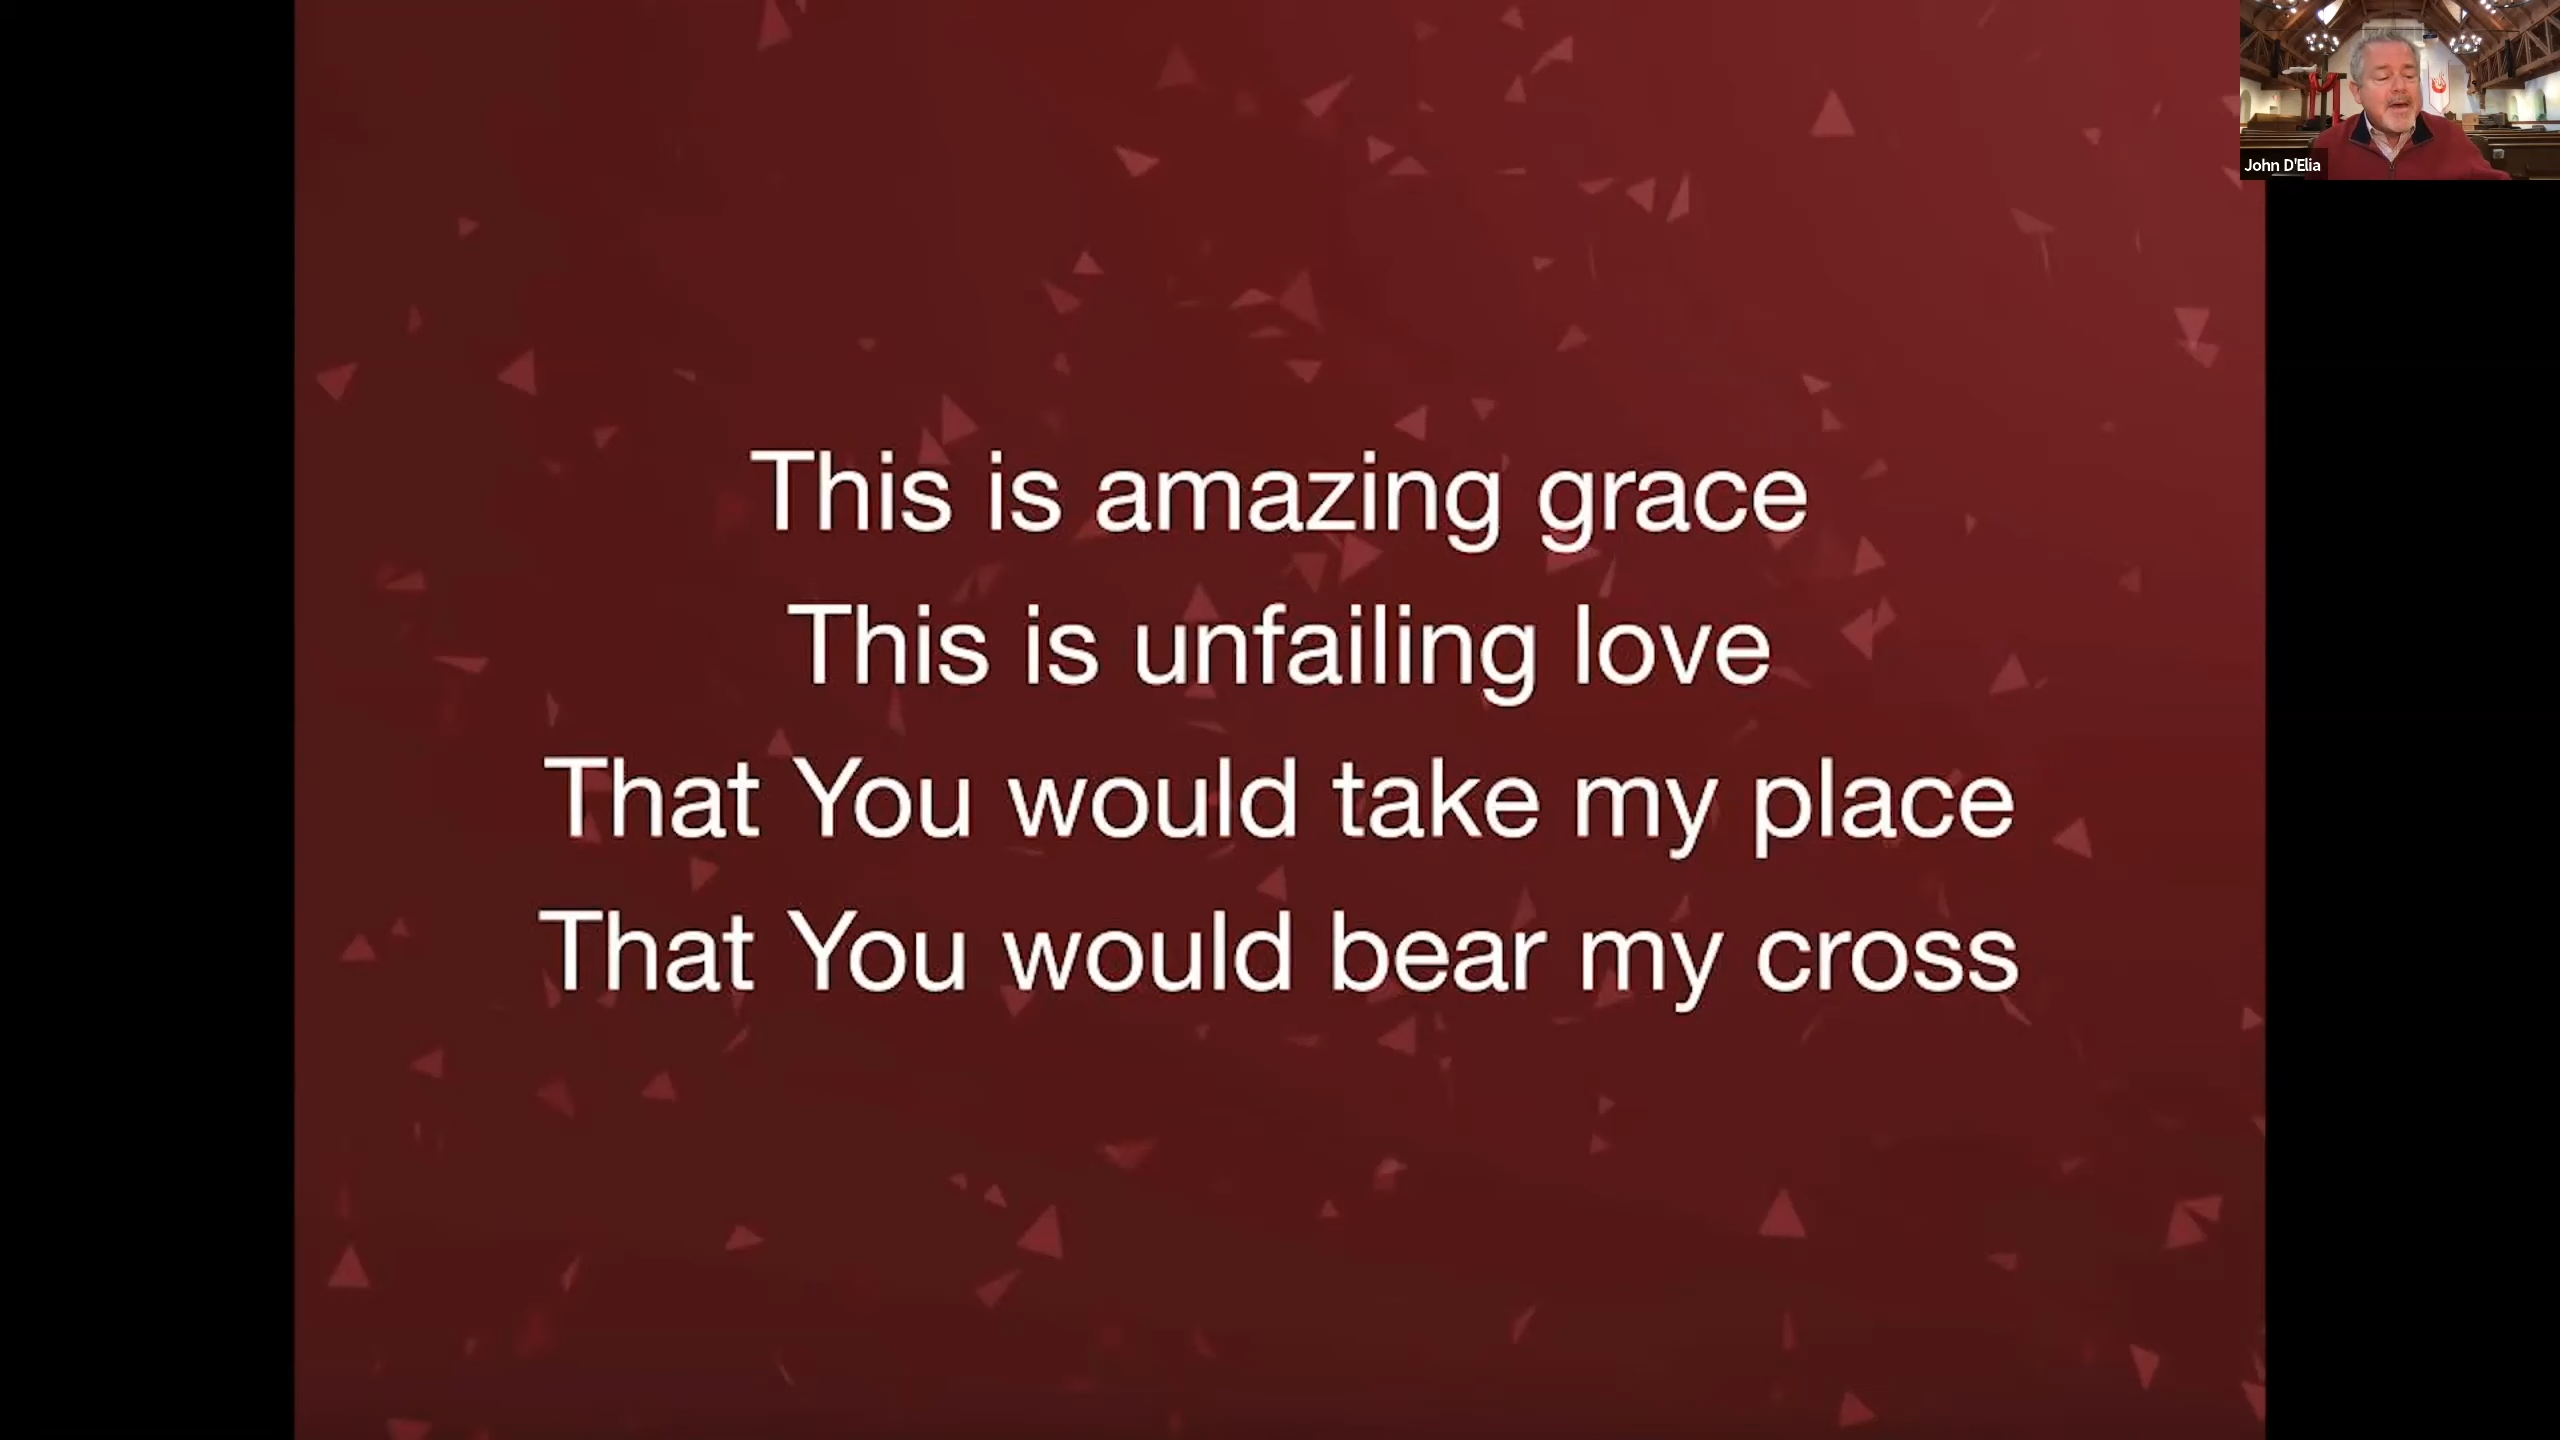 This is amazing grace
This is unfailing love
That You would take my place
That You would bear my cross
John D'Elia